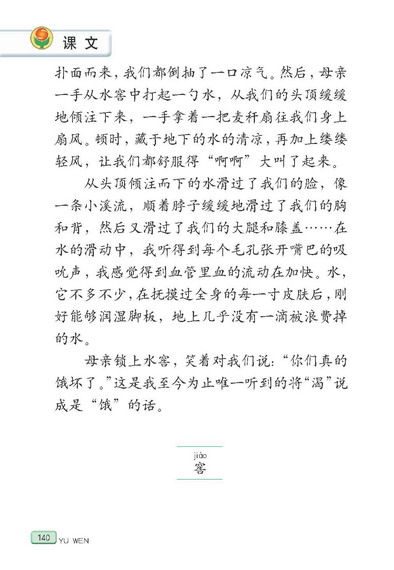 课文
扑面而来，我们都倒抽了一口凉气。然后，母亲
一手从水窖中打起一勺水，从我们的头顶缓缓
地倾注下来，一手拿着一把麦秆扇往我们身上
扇风。顿时，藏于地下的水的清凉，再加上缕缕
轻风，让我们都舒服得“啊啊”大叫了起来。
从头顶倾注而下的水滑过了我们的脸，像
一条小溪流，顺着脖子缓缓地滑过了我们的胸
和背，然后又滑过了我们的大腿和膝盖……在
水的滑动中，我听得到每个毛孔张开嘴巴的吸
吮声，我感觉得到血管里血的流动在加快。水，
它不多不少，在抚摸过全身的每一寸皮肤后，刚
好能够润湿脚板，地上几乎没有一滴被浪费掉
的水。
母亲锁上水窖，笑着对我们说：“你们真的
饿坏了。”这是我至今为止唯一听到的将“渴”说
成是“饿”的话。
jiào
窖
140
YU WEN